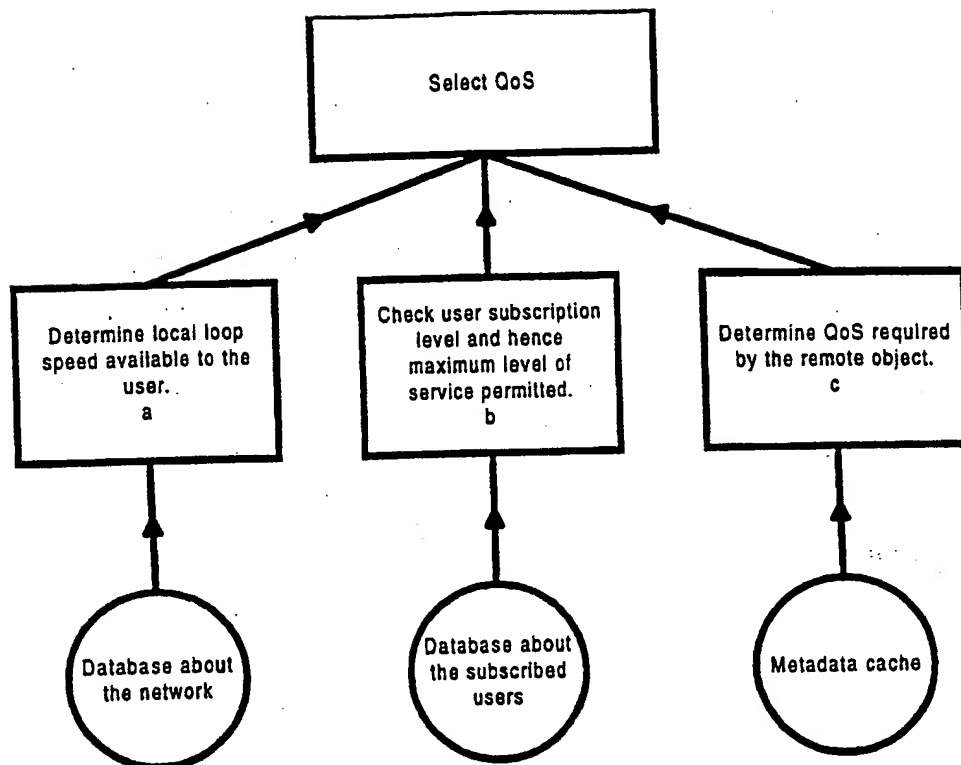 Select QoS
Determine local loop
speed available to the
user.
a
Check user subscription
level and hence
maximum level of
service permitted.
b
Determine QoS required
by the remote object.
c
Database about
the network
Database about
the subscribed
users
Metadata cache